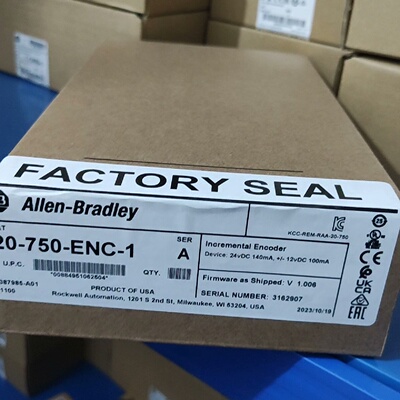 FACTORY SEAL
Allen-Bradley
KCC-REM-RAA-20-750
25
20-750-ENC-1
SER
A
Incremental Encoder
Device: 24vDC 140mA, +/- 12vDC 100mA
U.P.C.
QTY.
Firmware as Shipped: V 1.006
PRODUCT OF USA
SERIAL NUMBER: 3162907
Rockwell Automation, 1201 S 2nd St, Milwaukee, WI 53204, USA
2023/10/18